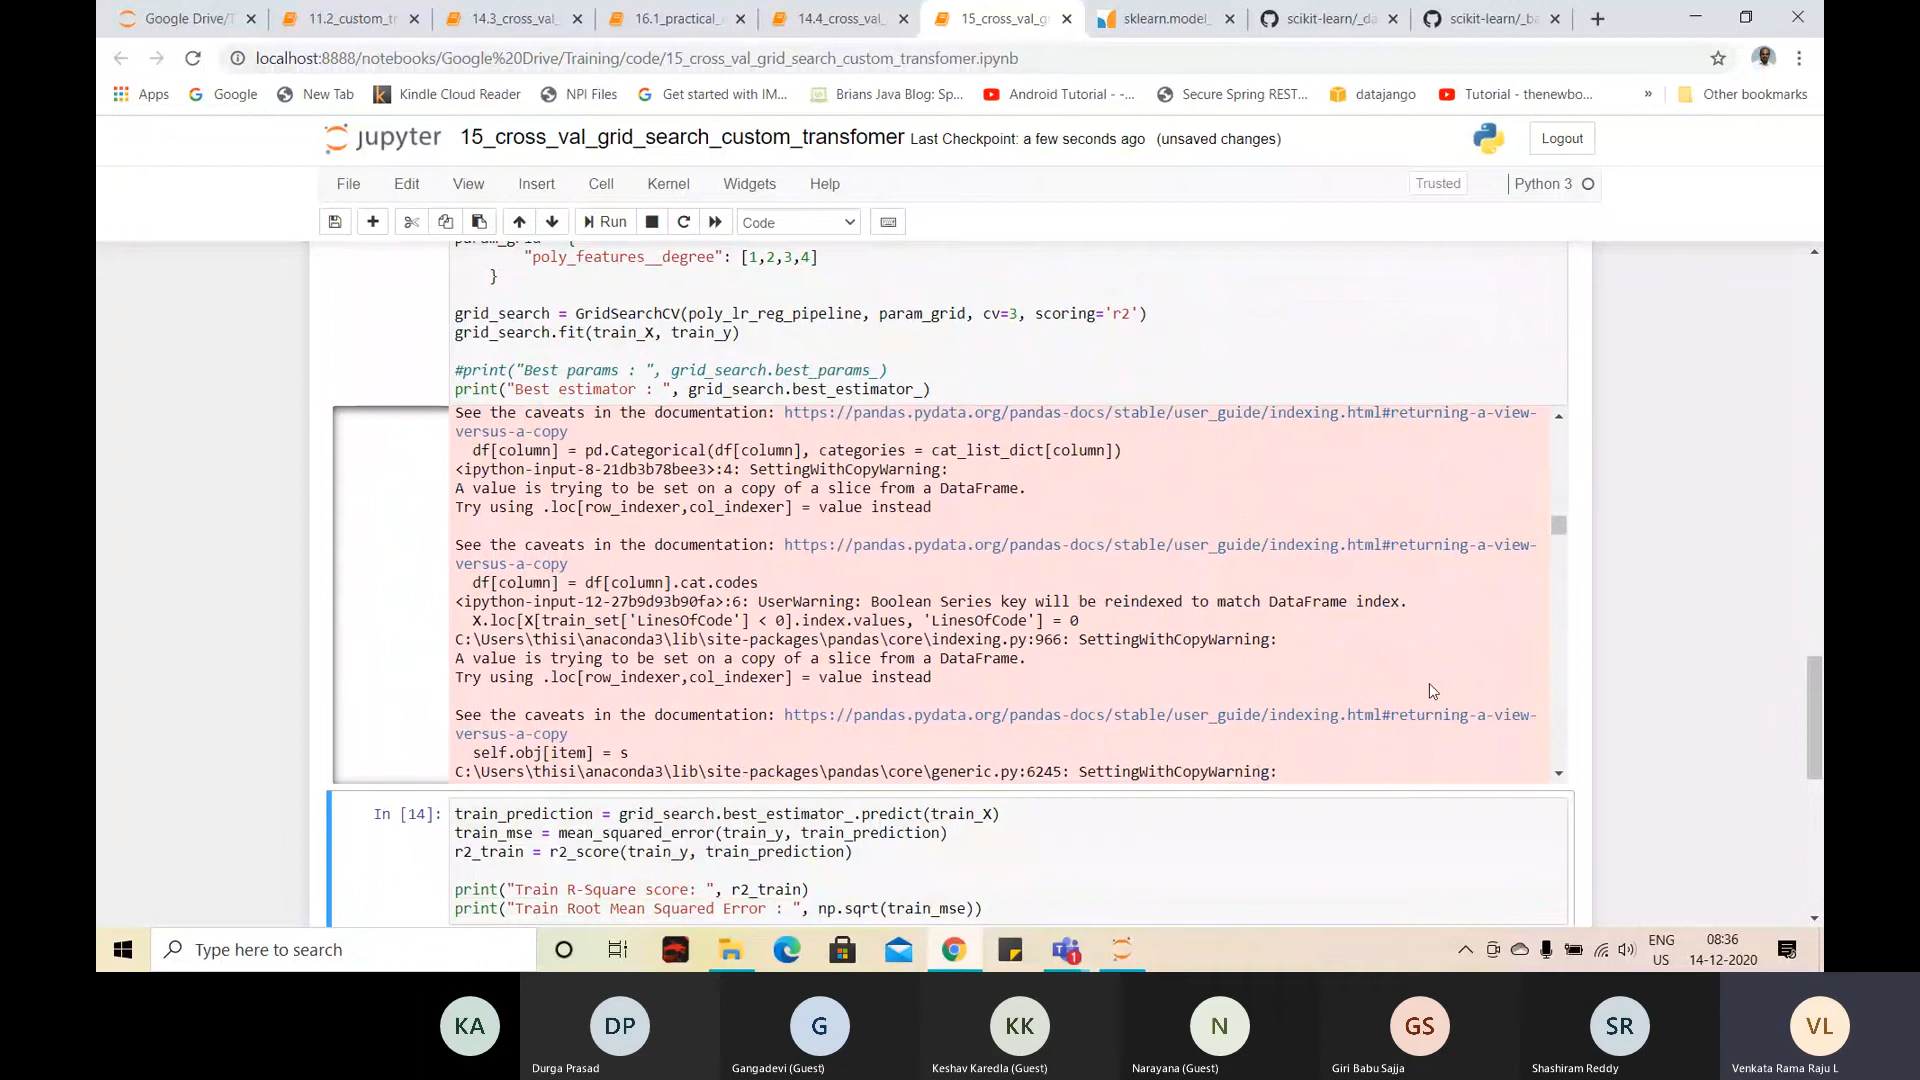 Google Drive/T
11.2_custom_tr
14.3_cross_val_
16.1_practical_
14.4_cross_val_
15_cross_val_gr
sklearn.model_
scikit-learn/_da
scikit-learn/_ba
localhost:8888/notebooks/Google%20Drive/Training/code/15_cross_val_grid_search_custom_transfomer.ipynb
Apps
Google
New Tab
Kindle Cloud Reader
NPI Files
Get started with IM...
Brians Java Blog: Sp...
Android Tutorial - -...
Secure Spring REST...
datajango
Tutorial - thenewbo...
»
Other bookmarks
jupyter
15_cross_val_grid_search_custom_transfomer Last Checkpoint: a few seconds ago (unsaved changes)
Logout
File
Edit
View
Insert
Cell
Kernel
Widgets
Help
Trusted
Python 3
Run
Code
param_grid = {
"poly_features__degree": [1,2,3,4]
}
grid_search = GridSearchCV(poly_lr_reg_pipeline, param_grid, cv=3, scoring='r2')
grid_search.fit(train_X, train_y)
#print("Best params : ", grid_search.best_params_)
print("Best estimator : ", grid_search.best_estimator_)
See the caveats in the documentation: https://pandas.pydata.org/pandas-docs/stable/user_guide/indexing.html#returning-a-view-
versus-a-copy
df[column] = pd.Categorical(df[column], categories = cat_list_dict[column])
<ipython-input-8-21db3b78bee3>:4: SettingWithCopyWarning:
A value is trying to be set on a copy of a slice from a DataFrame.
Try using .loc[row_indexer,col_indexer] = value instead
See the caveats in the documentation: https://pandas.pydata.org/pandas-docs/stable/user_guide/indexing.html#returning-a-view-
versus-a-copy
df[column] = df[column].cat.codes
<ipython-input-12-27b9d93b90fa>:6: UserWarning: Boolean Series key will be reindexed to match DataFrame index.
X.loc[X[train_set['LinesOfCode'] < 0].index.values, 'LinesOfCode'] = 0
C:\Users\thisi\anaconda3\lib\site-packages\pandas\core\indexing.py:966: SettingWithCopyWarning:
A value is trying to be set on a copy of a slice from a DataFrame.
Try using .loc[row_indexer,col_indexer] = value instead
See the caveats in the documentation: https://pandas.pydata.org/pandas-docs/stable/user_guide/indexing.html#returning-a-view-
versus-a-copy
self.obj[item] = s
C:\Users\thisi\anaconda3\lib\site-packages\pandas\core\generic.py:6245: SettingWithCopyWarning:
In [14]:
train_prediction = grid_search.best_estimator_.predict(train_X)
train_mse = mean_squared_error(train_y, train_prediction)
r2_train = r2_score(train_y, train_prediction)
print("Train R-Square score: ", r2_train)
print("Train Root Mean Squared Error : ", np.sqrt(train_mse))
Type here to search
1
ENG
US
08:36
14-12-2020
KA
DP
G
KK
N
GS
SR
VL
Durga Prasad
Gangadevi (Guest)
Keshav Karedla (Guest)
Narayana (Guest)
Giri Babu Sajja
Shashiram Reddy
Venkata Rama Raju L